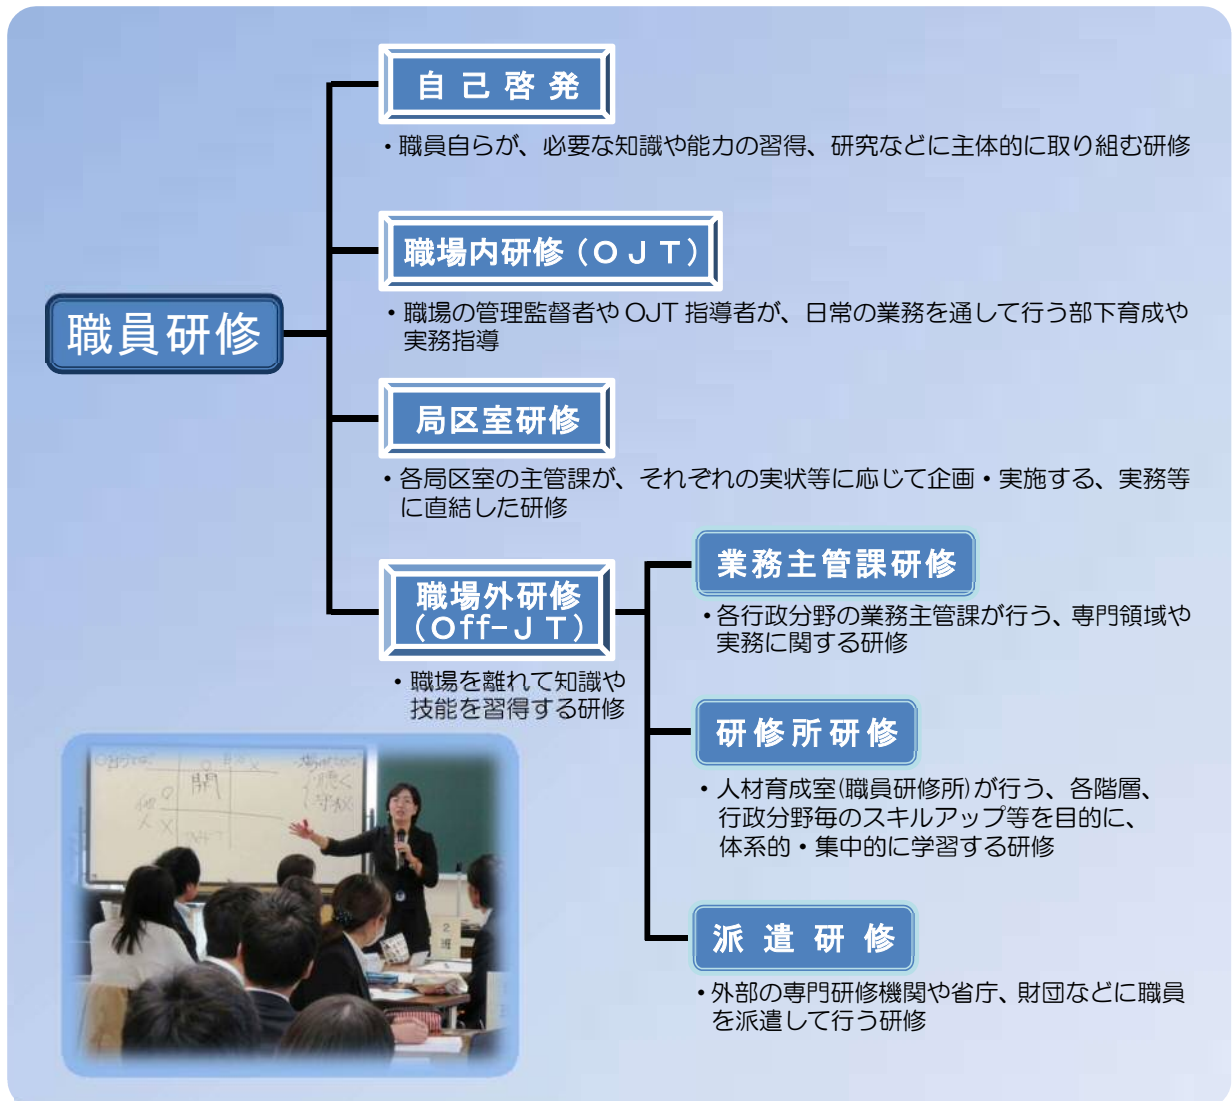 自己啓発
・職員自らが、必要な知識や能力の習得、研究などに主体的に取り組む研修
職場内研修(OJT)
・職場の管理監督者や OJT 指導者が、日常の業務を通して行う部下育成や
実務指導
職員研修
局区室研修
・各局区室の主管課が、それぞれの実状等に応じて企画・実施する、実務等
に直結した研修
職場外研修
(Off-JT)
・職場を離れて知識や
技能を習得する研修
業務主管課研修
・各行政分野の業務主管課が行う、専門領域や
実務に関する研修
研修所研修
・人材育成室(職員研修所)が行う、各階層、
行政分野毎のスキルアップ等を目的に、
体系的・集中的に学習する研修
派遣研修
・外部の専門研修機関や省庁、財団などに職員
を派遣して行う研修
開
2
班